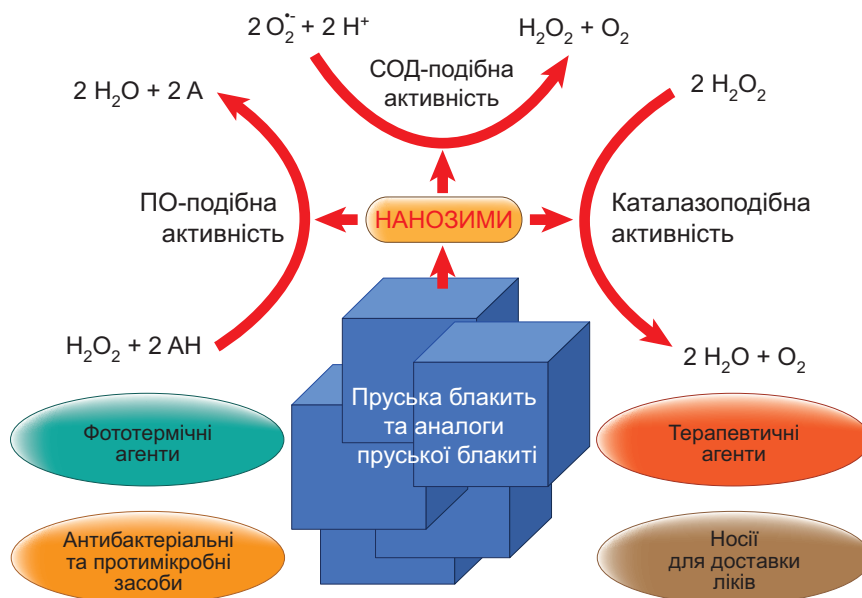 2 O₂•- + 2 H⁺
H₂O₂ + O₂
СОД-подібна
активність
2 H₂O + 2 A
2 H₂O₂
ПО-подібна
активність
НАНОЗИМИ
Каталазоподібна
активність
H₂O₂ + 2 AH
2 H₂O + O₂
Пруська блакить
та аналоги
пруської блакиті
Фототермічні
агенти
Терапевтичні
агенти
Антибактеріальні
та протимікробні
засоби
Носії
для доставки
ліків